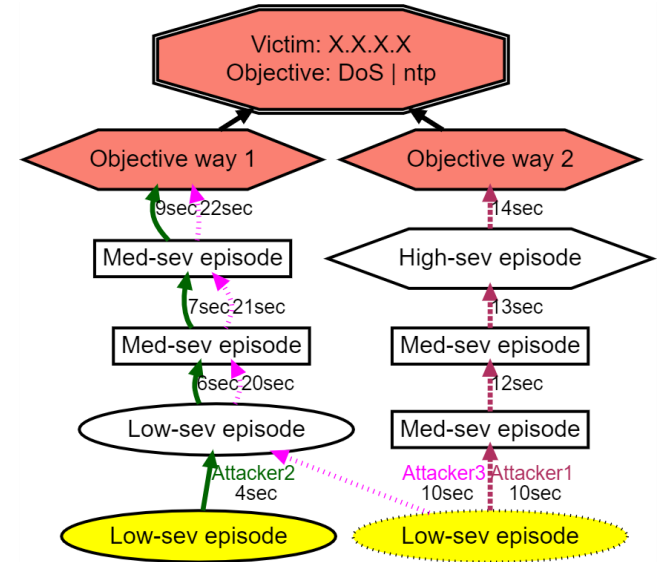 Victim: X.X.X.X
Objective: DoS | ntp
Objective way 1
Objective way 2
9sec
22sec
14sec
Med-sev episode
High-sev episode
7sec
21sec
13sec
Med-sev episode
Med-sev episode
6sec
20sec
12sec
Low-sev episode
Med-sev episode
Attacker2
4sec
Attacker3
10sec
Attacker1
10sec
Low-sev episode
Low-sev episode